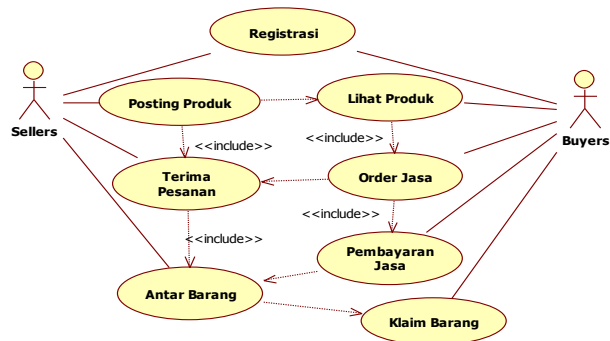 Registrasi
Posting Produk
Lihat Produk
Sellers
Buyers
<<include>>
<<include>>
Terima
Pesanan
Order Jasa
<<include>>
<<include>>
Pembayaran
Jasa
Antar Barang
Klaim Barang